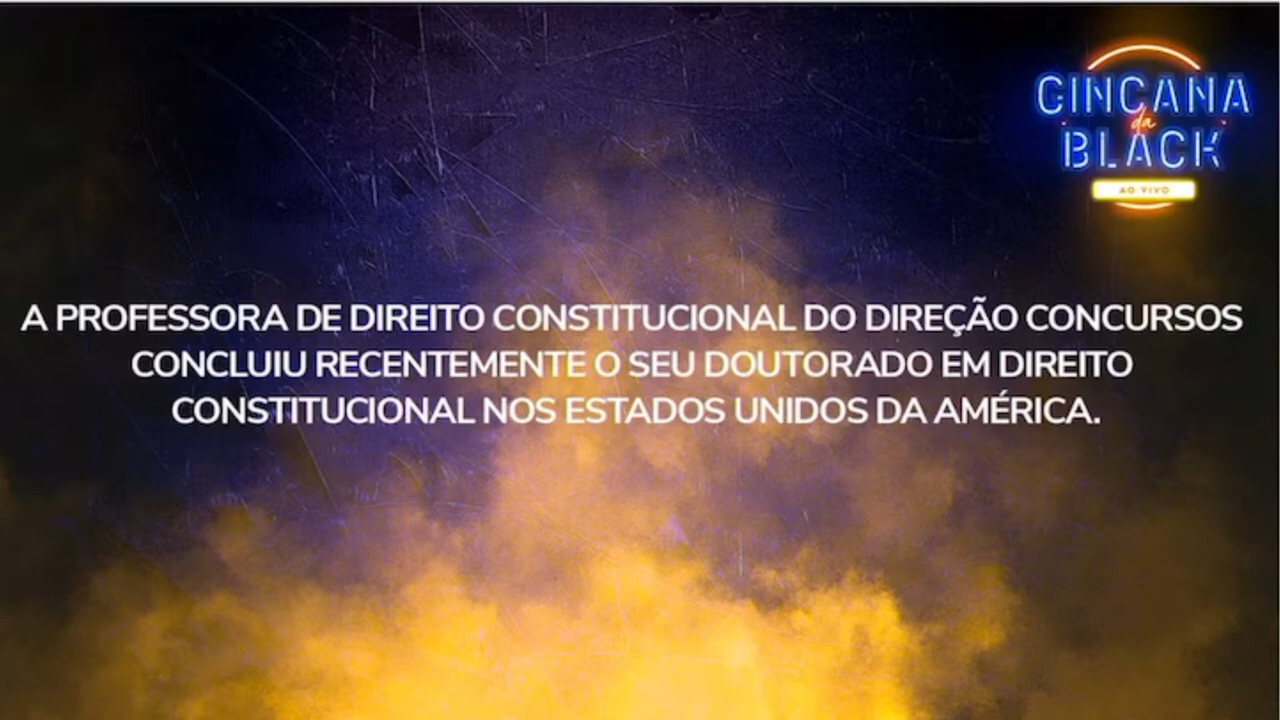 GINCANA
da
BLACK
AO VIVO
A PROFESSORA DE DIREITO CONSTITUCIONAL DO DIREÇÃO CONCURSOS
CONCLUIU RECENTEMENTE O SEU DOUTORADO EM DIREITO
CONSTITUCIONAL NOS ESTADOS UNIDOS DA AMÉRICA.